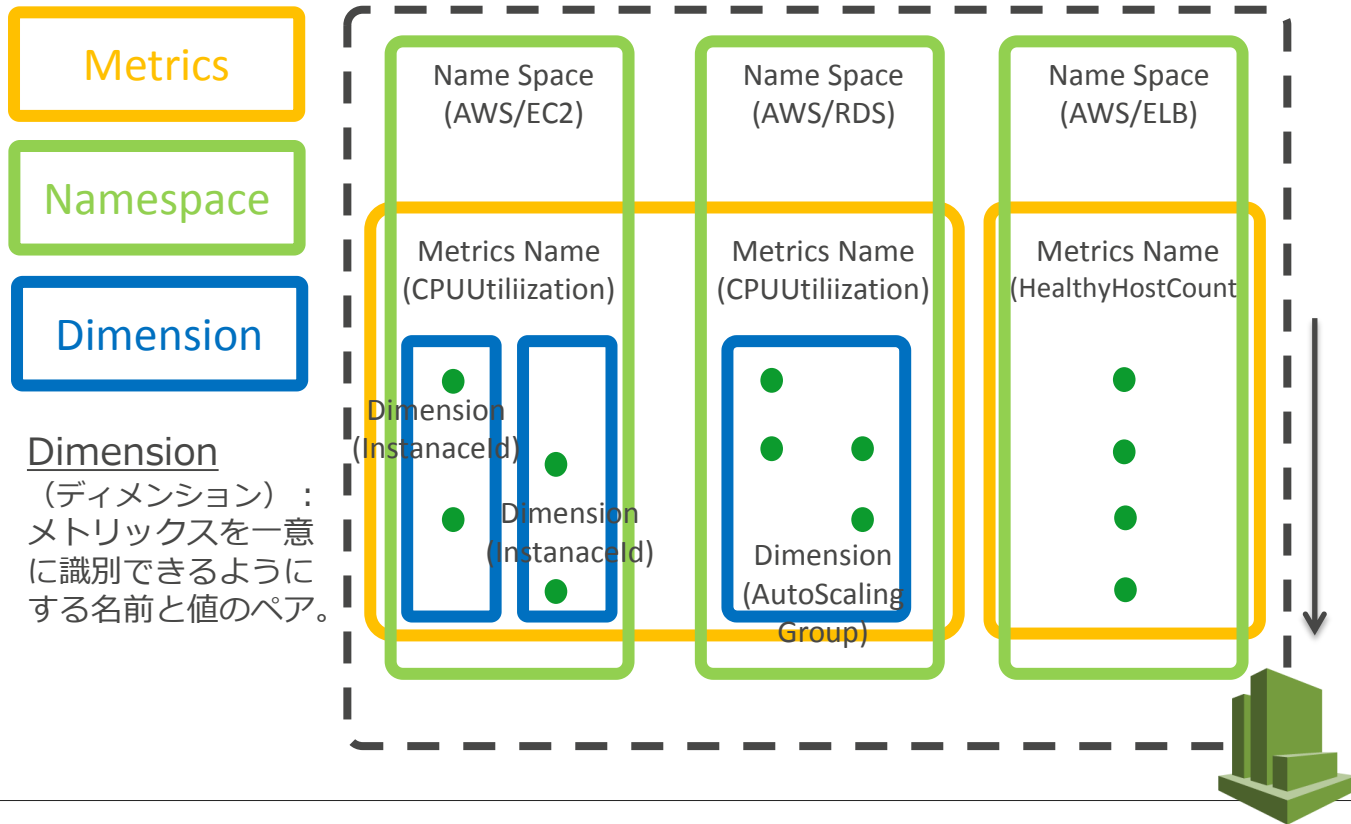 Metrics
Namespace
Dimension
Dimension
（ディメンション）：
メトリックスを一意
に識別できるように
する名前と値のペア。
Name Space
(AWS/EC2)
Metrics Name
(CPUUtiliization)
Dimension
(InstanaceId)
Dimension
(InstanaceId)
Name Space
(AWS/RDS)
Metrics Name
(CPUUtiliization)
Dimension
(AutoScaling
Group)
Name Space
(AWS/ELB)
Metrics Name
(HealthyHostCount